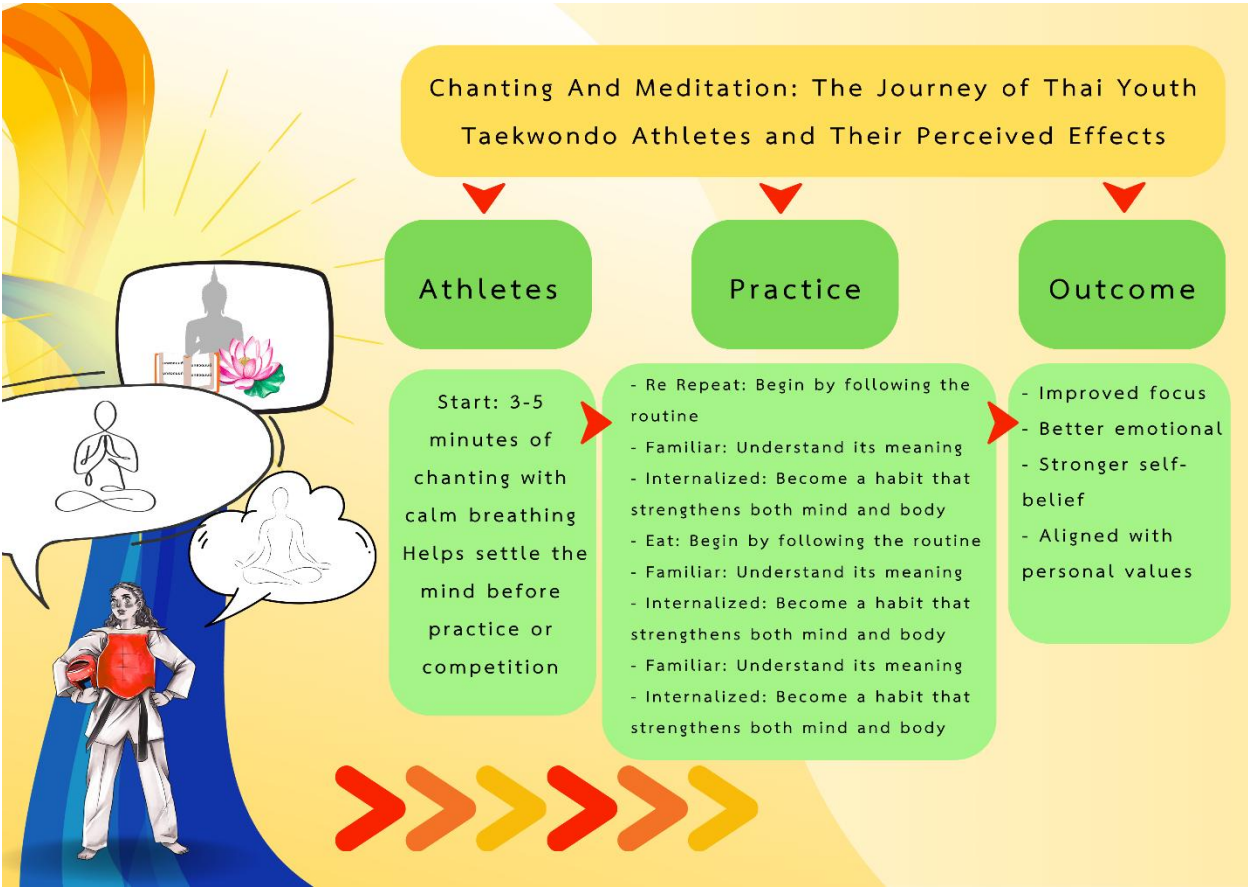 Chanting And Meditation: The Journey of Thai Youth
Taekwondo Athletes and Their Perceived Effects
Athletes
Start: 3-5
minutes of
chanting with
calm breathing
Helps settle the
mind before
practice or
competition
Practice
- Re Repeat: Begin by following the
routine
- Familiar: Understand its meaning
- Internalized: Become a habit that
strengthens both mind and body
- Eat: Begin by following the routine
- Familiar: Understand its meaning
- Internalized: Become a habit that
strengthens both mind and body
- Familiar: Understand its meaning
- Internalized: Become a habit that
strengthens both mind and body
Outcome
- Improved focus
- Better emotional
- Stronger self-
belief
- Aligned with
personal values